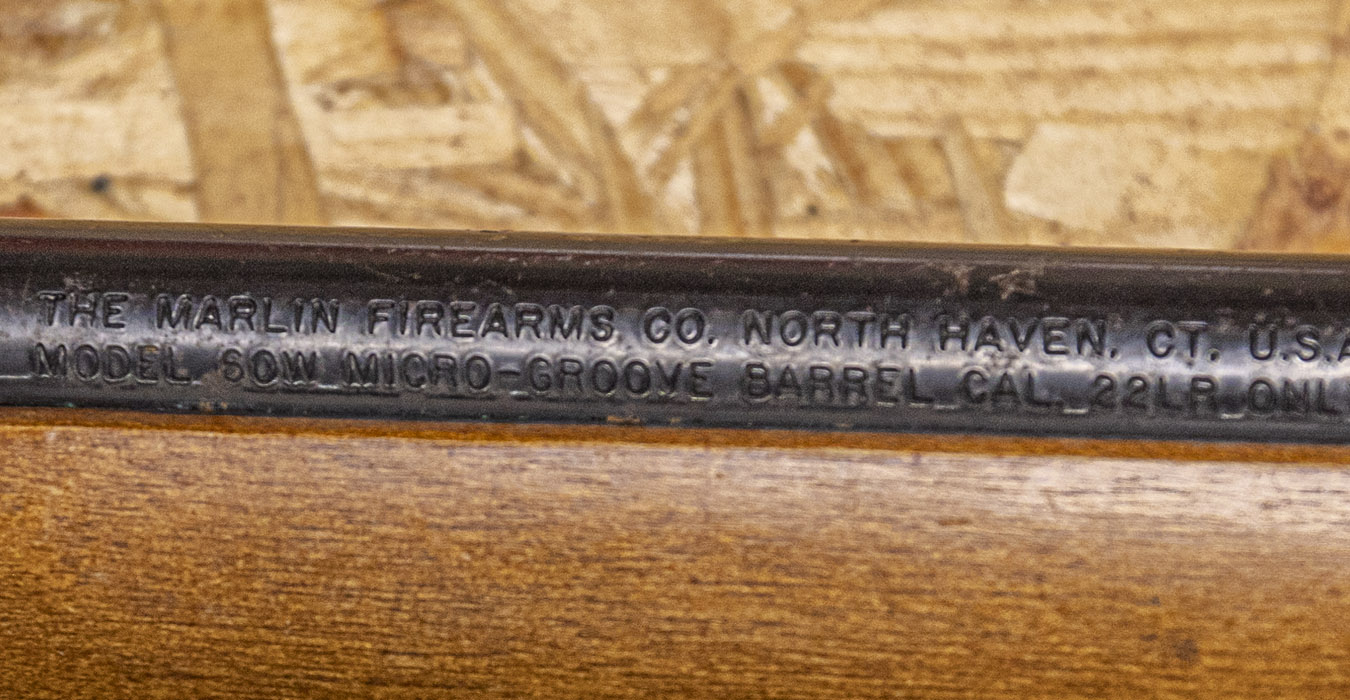 THE MARLIN FIREARMS CO. NORTH HAVEN, CT. U.S.A
MODEL 60W MICRO-GROOVE BARREL CAL. 22LR ONL